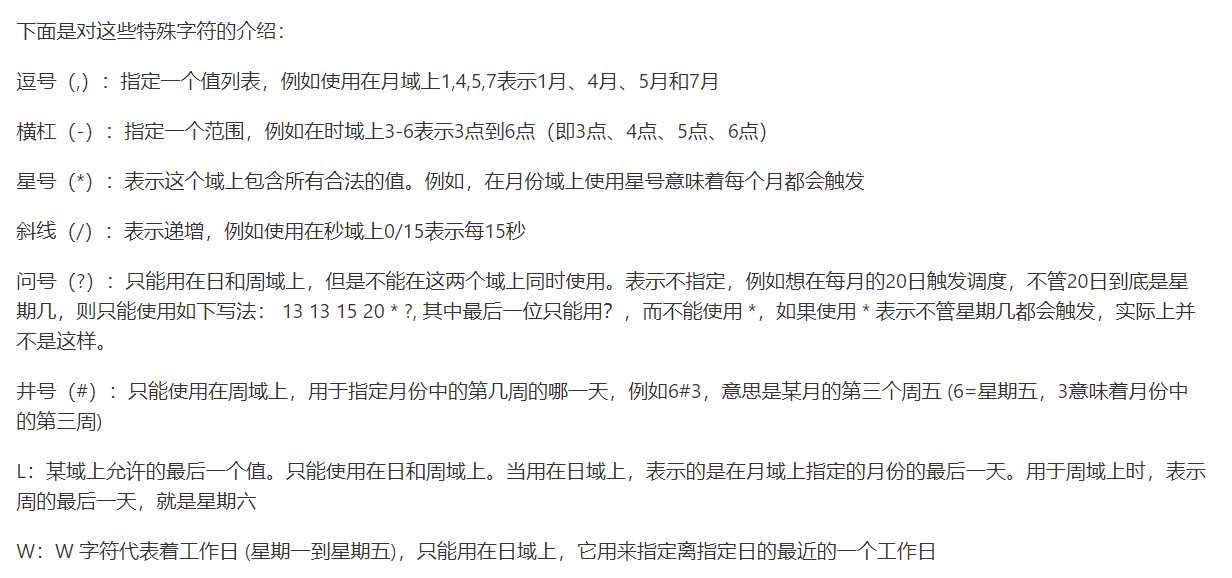 下面是对这些特殊字符的介绍：
逗号（,）：指定一个值列表，例如使用在月域上1,4,5,7表示1月、4月、5月和7月
横杠（-）：指定一个范围，例如在时域上3-6表示3点到6点（即3点、4点、5点、6点）
星号（*）：表示这个域上包含所有合法的值。例如，在月份域上使用星号意味着每个月都会触发
斜线（/）：表示递增，例如使用在秒域上0/15表示每15秒
问号（?）：只能用在日和周域上，但是不能在这两个域上同时使用。表示不指定，例如想在每月的20日触发调度，不管20日到底是星
期几，则只能使用如下写法： 13 13 15 20 * ?, 其中最后一位只能用？，而不能使用 *，如果使用 * 表示不管星期几都会触发，实际上并
不是这样。
井号（#）：只能使用在周域上，用于指定月份中的第几周的哪一天，例如6#3，意思是某月的第三个周五 (6=星期五，3意味着月份中
的第三周)
L：某域上允许的最后一个值。只能使用在日和周域上。当用在日域上，表示的是在月域上指定的月份的最后一天。用于周域上时，表示
周的最后一天，就是星期六
W：W 字符代表着工作日 (星期一到星期五)，只能用在日域上，它用来指定离指定日的最近的一个工作日